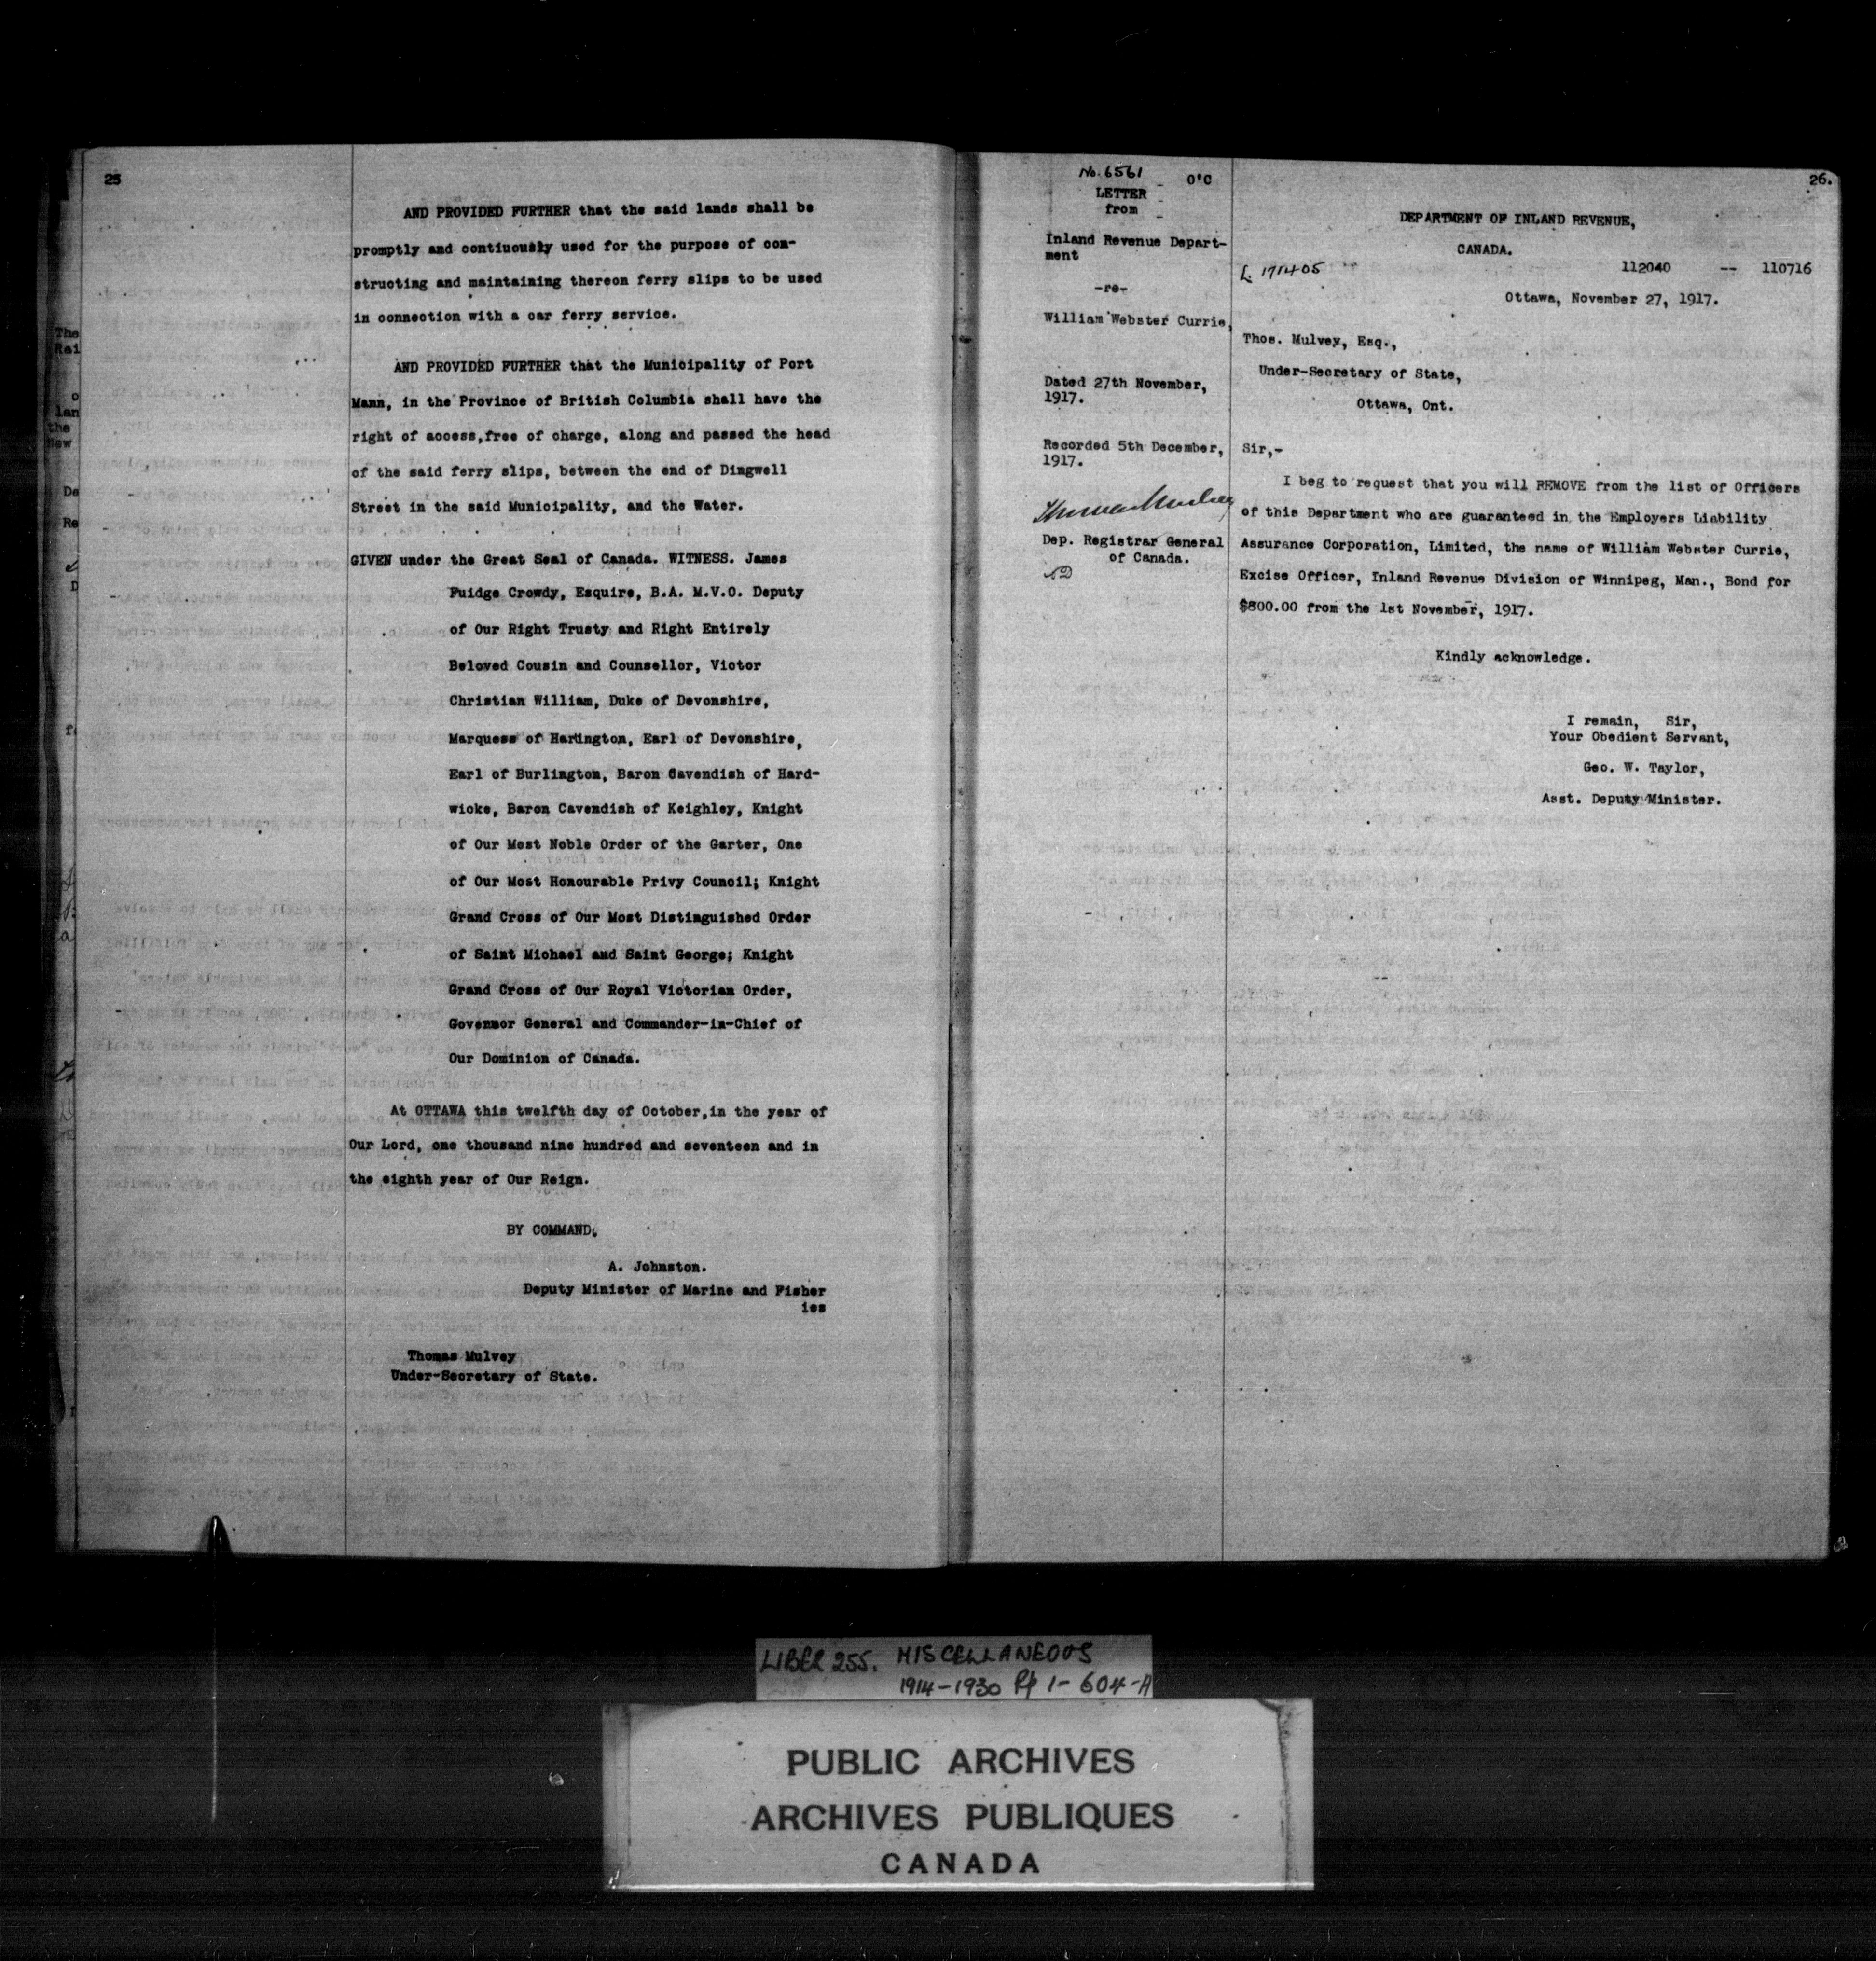 25
AND PROVIDED FURTHER that the said lands shall be
promptly and contiuously used for the purpose of con-
structing and maintaining thereon ferry slips to be used
in connection with a car ferry service.
AND PROVIDED FURTHER that the Municipality of Port
Mann, in the Province of British Columbia shall have the
right of access,free of charge, along and passed the head
of the said ferry slips, between the end of Dingwell
Street in the said Municipality, and the Water.
GIVEN under the Great Seal of Canada. WITNESS. James
Fuidge Crowdy, Esquire, B.A. M.V.O. Deputy
of Our Right Trusty and Right Entirely
Beloved Cousin and Counsellor, Victor
Christian William, Duke of Devonshire,
Marquess of Hartington, Earl of Devonshire,
Earl of Burlington, Baron Cavendish of Hard-
wicke, Baron Cavendish of Keighley, Knight
of Our Most Noble Order of the Garter, One
of Our Most Honourable Privy Council; Knight
Grand Cross of Our Most Distinguished Order
of Saint Michael and Saint George; Knight
Grand Cross of Our Royal Victorian Order,
Governor General and Commander-in-Chief of
Our Dominion of Canada.
At OTTAWA this twelfth day of October,in the year of
Our Lord, one thousand nine hundred and seventeen and in
the eighth year of Our Reign.
BY COMMAND,
A. Johnston.
Deputy Minister of Marine and Fisher
ies
Thomas Mulvey
Under-Secretary of State.
The
Rai
o
lan
the
New
De
Re
D
No. 6561 O'C
LETTER
from
Inland Revenue Depart-
ment
-re-
William Webster Currie,
Dated 27th November,
1917.
Recorded 5th December,
1917.
Thomas Mulvey
Dep. Registrar General
of Canada.
26.
DEPARTMENT OF INLAND REVENUE,
CANADA.
L. 171405 112040 -- 110716
Ottawa, November 27, 1917.
Thos. Mulvey, Esq.,
Under-Secretary of State,
Ottawa, Ont.
Sir,-
I beg to request that you will REMOVE from the list of Officers
of this Department who are guaranteed in the Employers Liability
Assurance Corporation, Limited, the name of William Webster Currie,
Excise Officer, Inland Revenue Division of Winnipeg, Man., Bond for
$800.00 from the 1st November, 1917.
Kindly acknowledge.
I remain, Sir,
Your Obedient Servant,
Geo. W. Taylor,
Asst. Deputy Minister.
LIBER 255. MISCELLANEOUS
1914-1930 Pp 1-604-A
PUBLIC ARCHIVES
ARCHIVES PUBLIQUES
CANADA